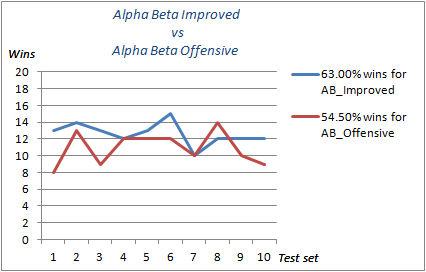 Alpha Beta Improved
vs
Alpha Beta Offensive
Wins
20
18
16
14
12
10
8
6
4
2
0
1 2 3 4 5 6 7 8 9 10
Test set
63.00% wins for
AB_Improved
54.50% wins for
AB_Offensive